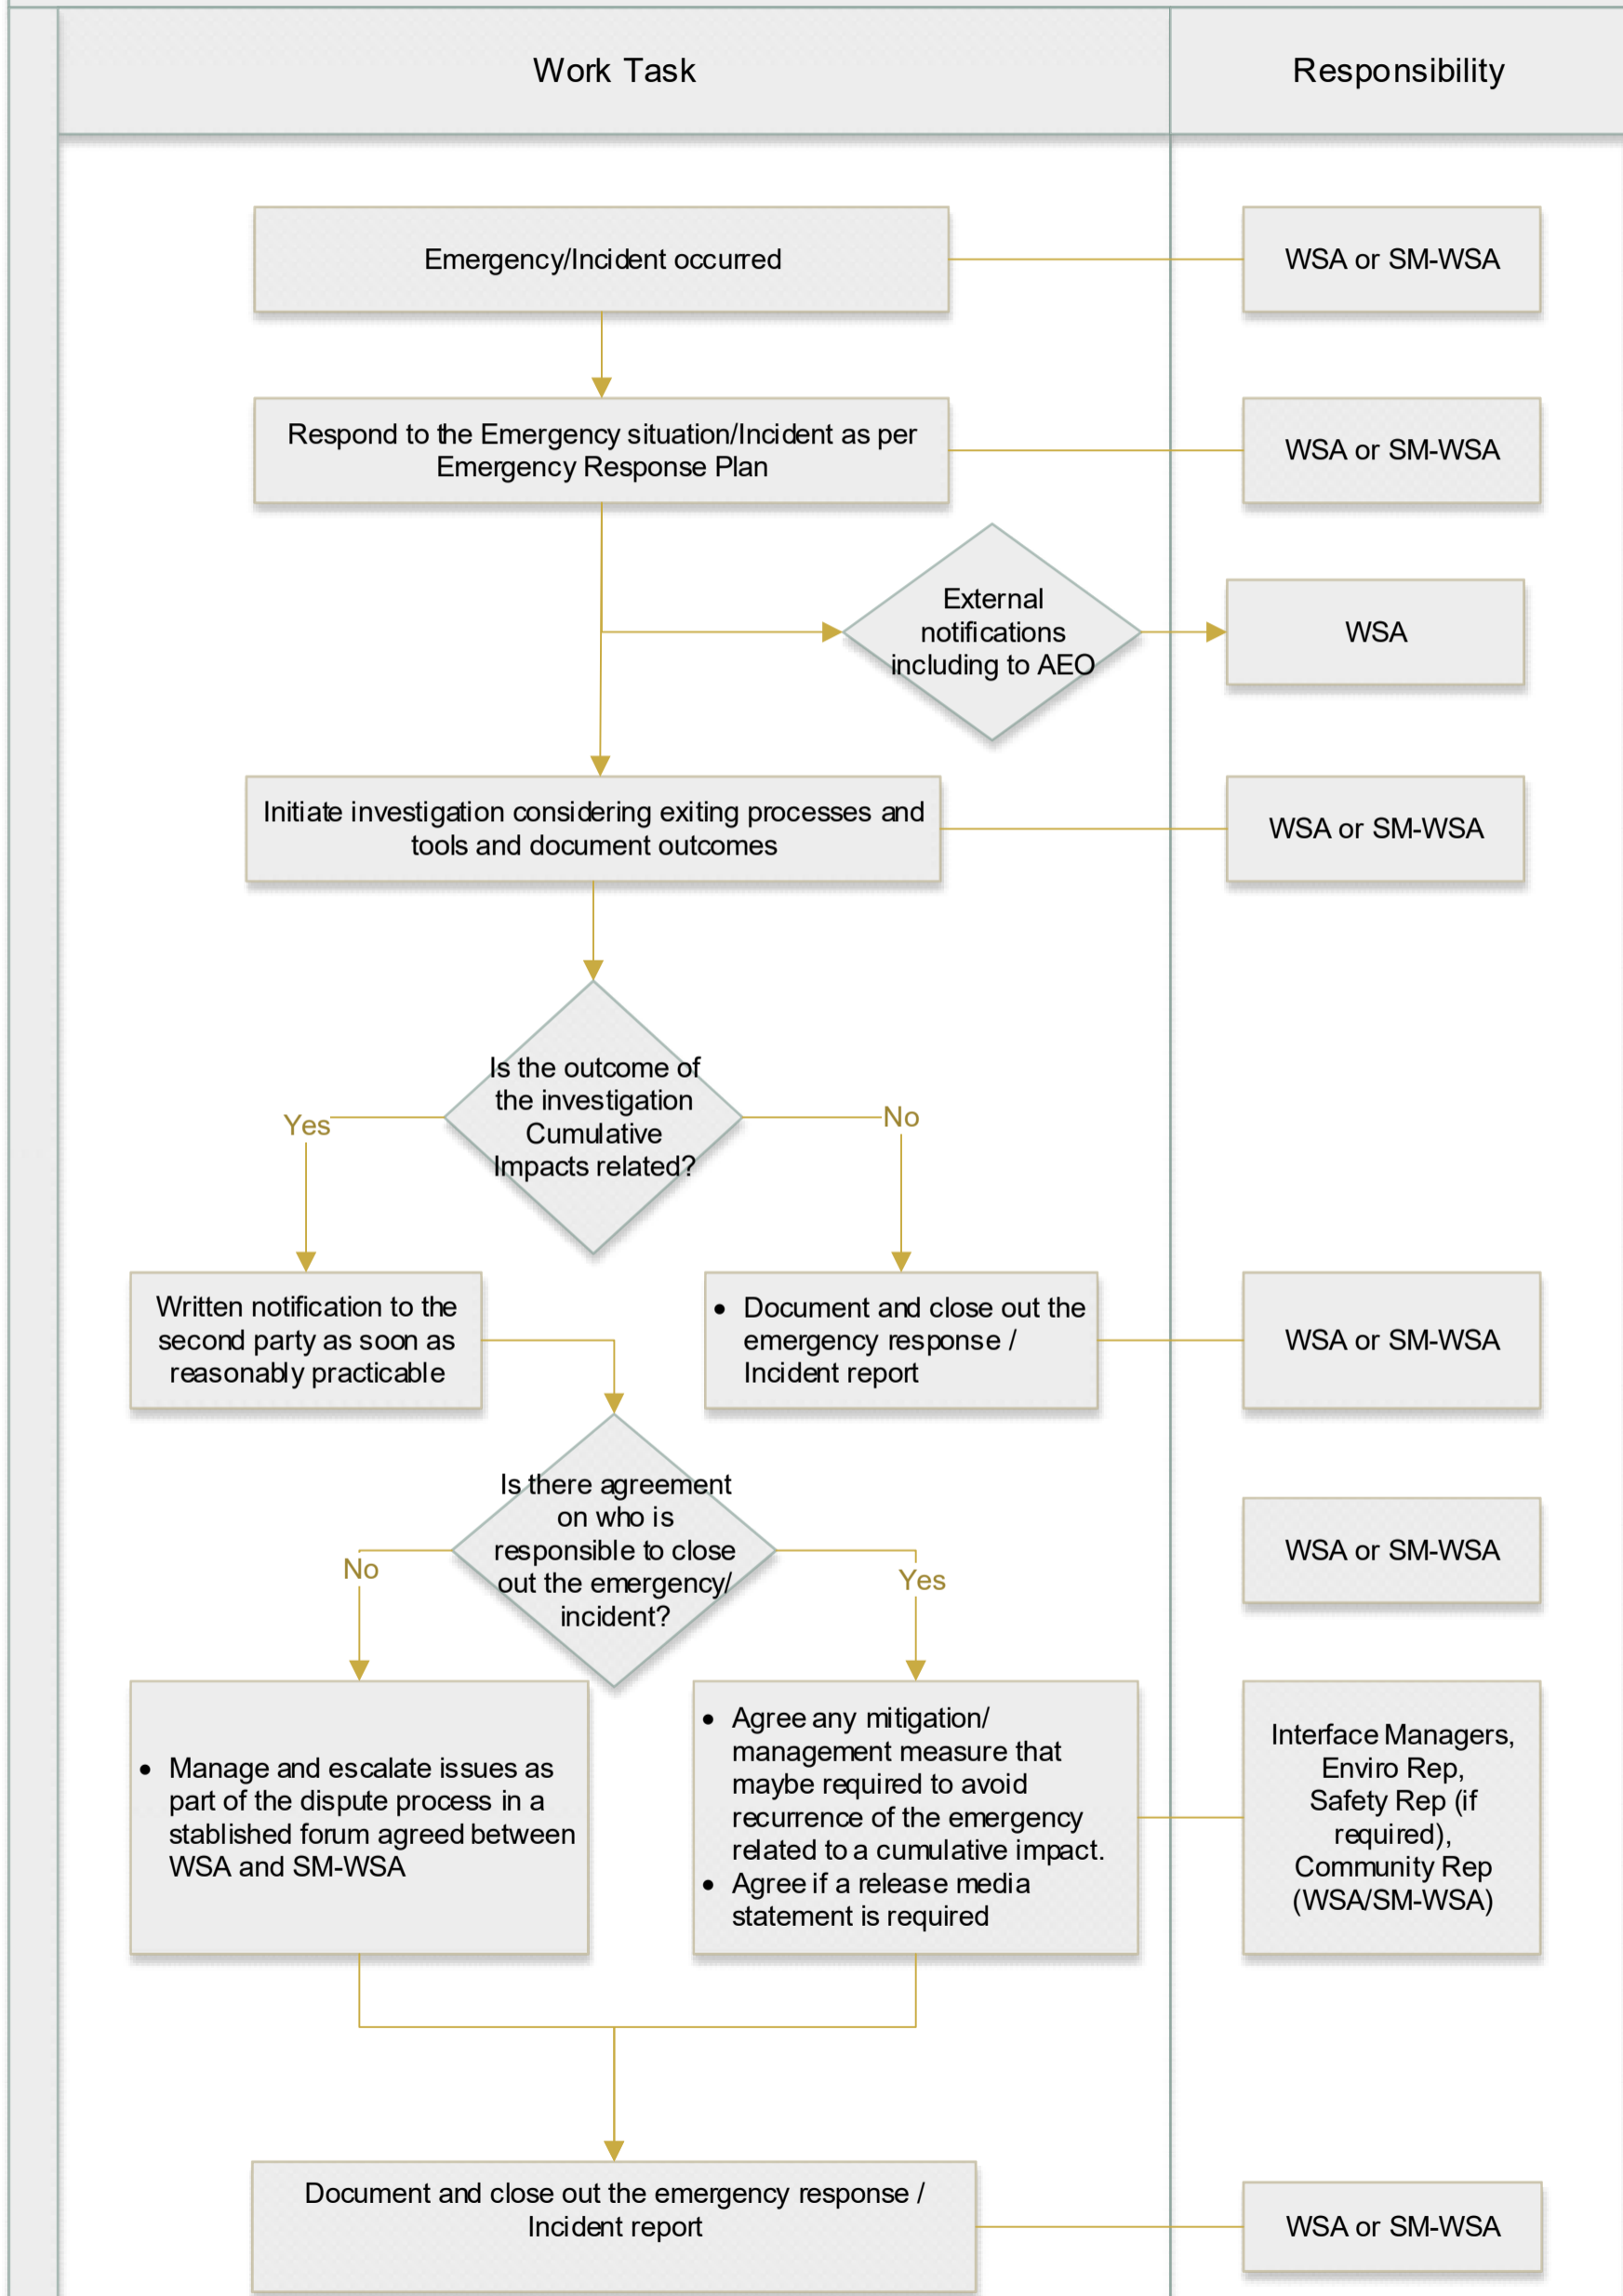 Work Task
Responsibility
Emergency/Incident occurred
WSA or SM-WSA
Respond to the Emergency situation/Incident as per
Emergency Response Plan
WSA or SM-WSA
External
notifications
including to AEO
WSA
Initiate investigation considering exiting processes and
tools and document outcomes
WSA or SM-WSA
Is the outcome of
the investigation
Cumulative
Impacts related?
Yes
No
Written notification to the
second party as soon as
reasonably practicable
• Document and close out the
emergency response /
Incident report
WSA or SM-WSA
Is there agreement
on who is
responsible to close
out the emergency/
incident?
No
Yes
WSA or SM-WSA
• Manage and escalate issues as
part of the dispute process in a
stablished forum agreed between
WSA and SM-WSA
• Agree any mitigation/
management measure that
maybe required to avoid
recurrence of the emergency
related to a cumulative impact.
• Agree if a release media
statement is required
Interface Managers,
Enviro Rep,
Safety Rep (if
required),
Community Rep
(WSA/SM-WSA)
Document and close out the emergency response /
Incident report
WSA or SM-WSA